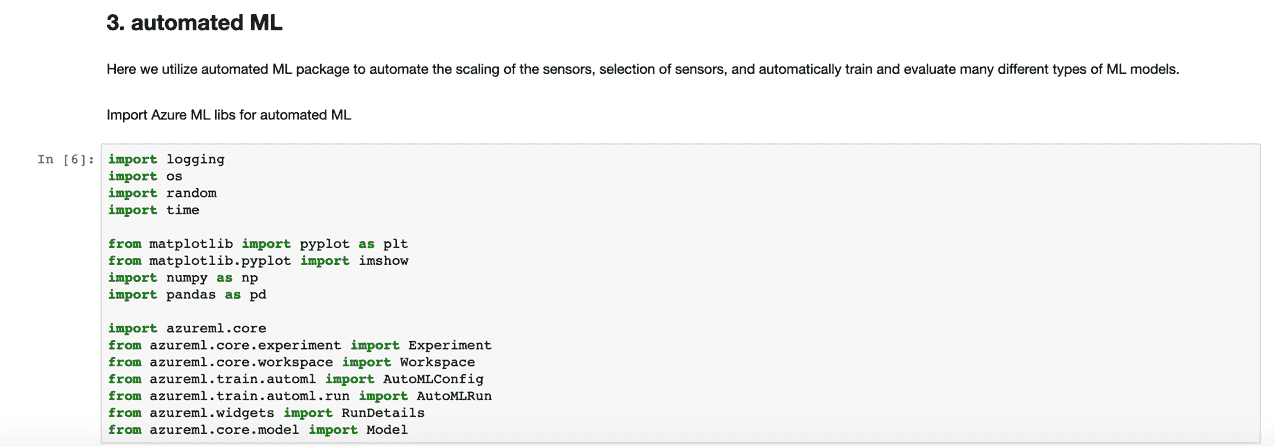 3. automated ML
Here we utilize automated ML package to automate the scaling of the sensors, selection of sensors, and automatically train and evaluate many different types of ML models.
Import Azure ML libs for automated ML
In [6]:
import logging
import os
import random
import time
from matplotlib import pyplot as plt
from matplotlib.pyplot import imshow
import numpy as np
import pandas as pd
import azureml.core
from azureml.core.experiment import Experiment
from azureml.core.workspace import Workspace
from azureml.train.automl import AutoMLConfig
from azureml.train.automl.run import AutoMLRun
from azureml.widgets import RunDetails
from azureml.core.model import Model